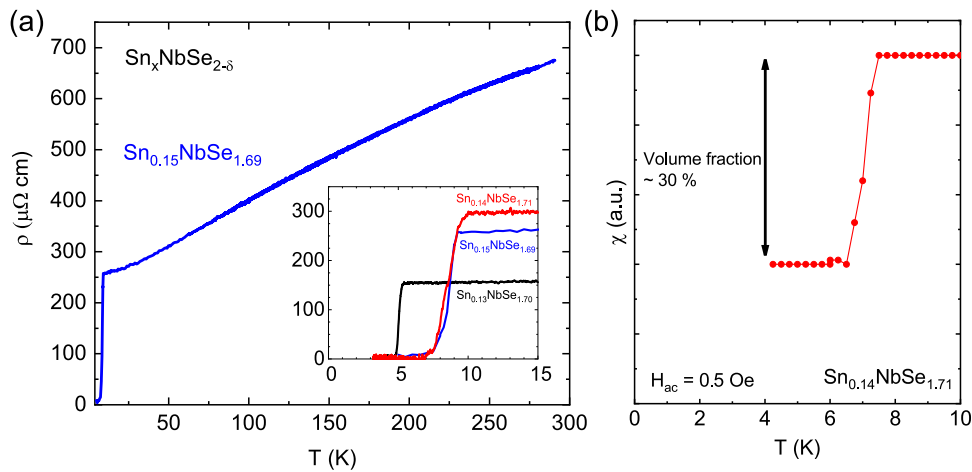 (a)
700
600
500
400
300
200
100
0
ρ (μΩ cm)
SnₓNbSe₂₋δ
Sn₀.₁₅NbSe₁.₆₉
300
200
100
0
Sn₀.₁₄NbSe₁.₇₁
Sn₀.₁₅NbSe₁.₆₉
Sn₀.₁₃NbSe₁.₇₀
0 5 10 15
50 100 150 200 250 300
T (K)
(b)
χ (a.u.)
Volume fraction
~ 30 %
H_ac = 0.5 Oe
Sn₀.₁₄NbSe₁.₇₁
0 2 4 6 8 10
T (K)